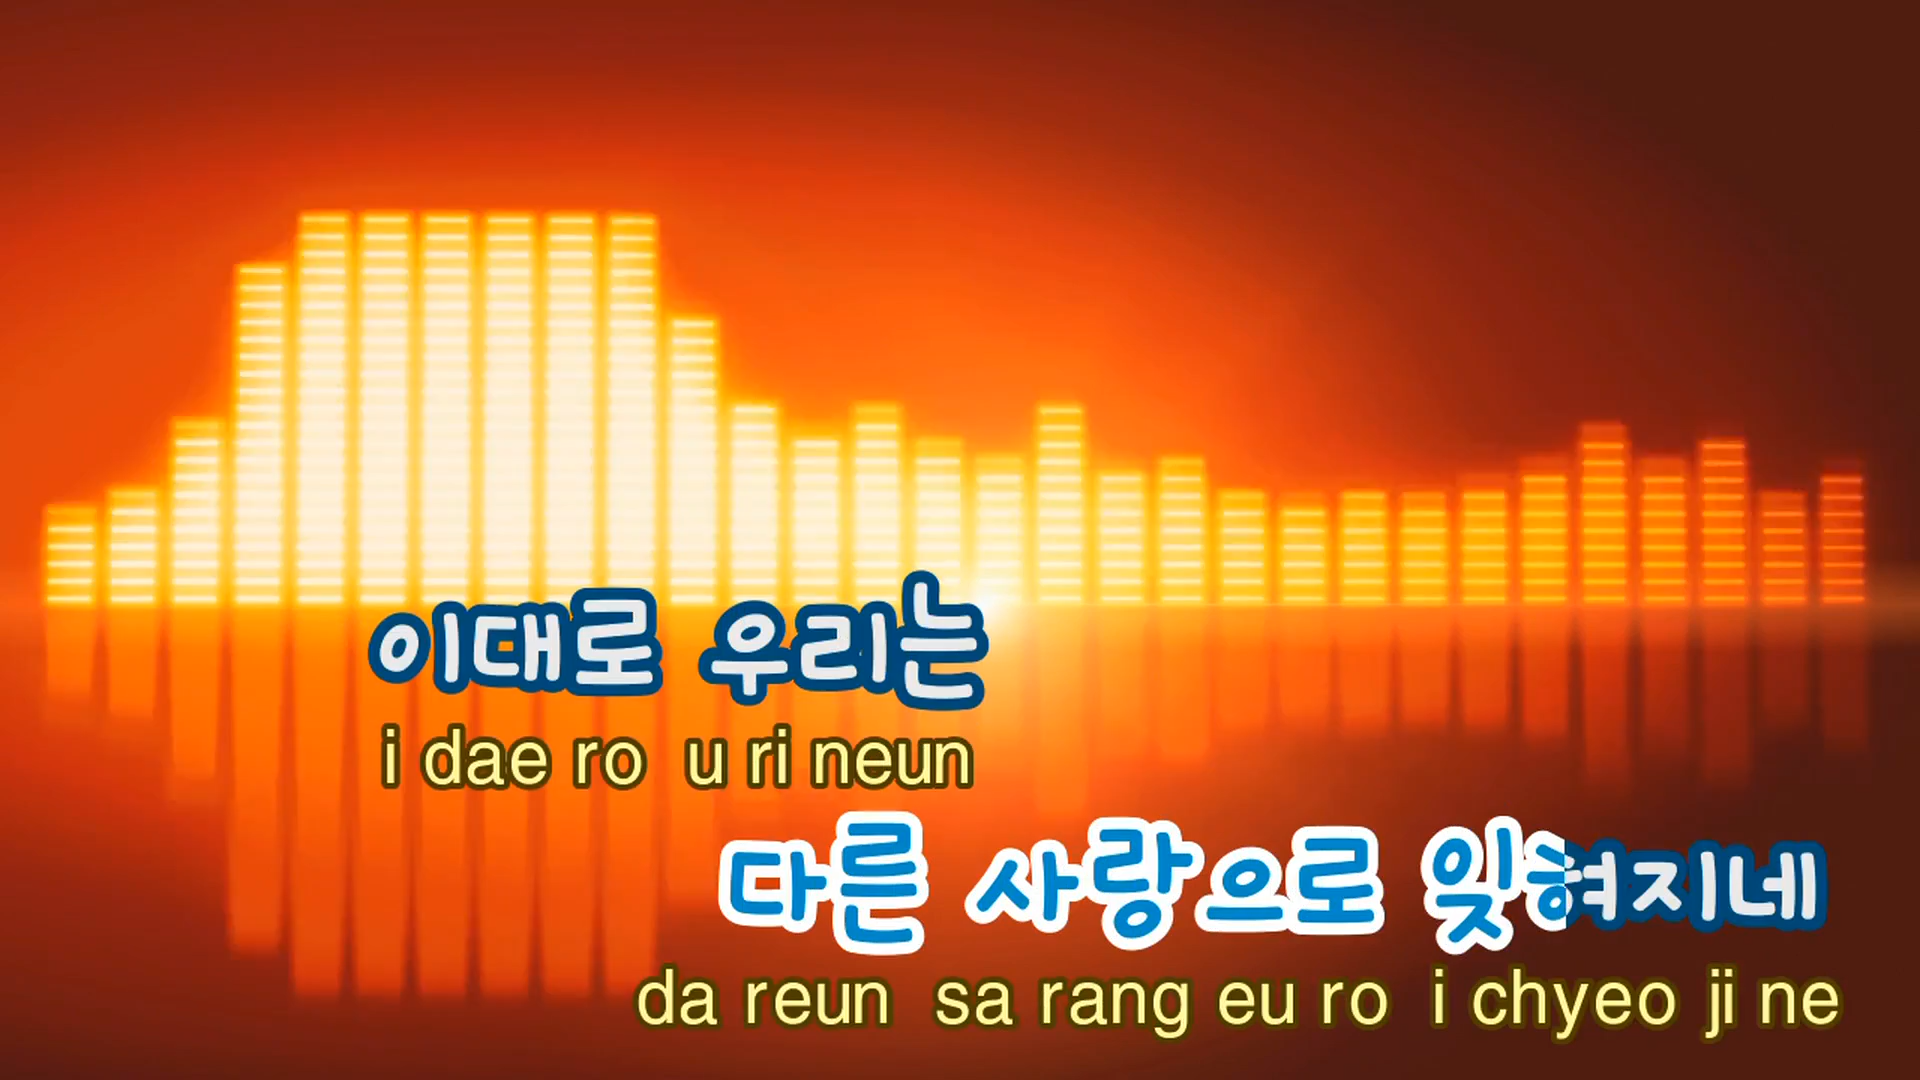 이대로 우리는
i dae ro u ri neun
다른 사랑으로 잊혀지네
da reun sa rang eu ro i chyeo ji ne